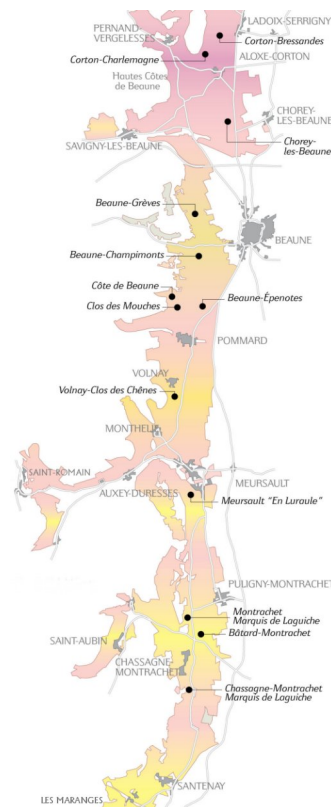 PERNAND-
VERGELESSES
LADOIX-SERRIGNY
Corton-Bressandes
Corton-Charlemagne
ALOXE-CORTON
Hautes Côtes
de Beaune
CHOREY-
LES-BEAUNE
Chorey-
les-Beaune
SAVIGNY-LES-BEAUNE
Beaune-Grèves
BEAUNE
Beaune-Champimonts
Côte de Beaune
Clos des Mouches
Beaune-Épenotes
POMMARD
VOLNAY
Volnay-Clos des Chênes
MONTHELIE
SAINT-ROMAIN
MEURSAULT
AUXEY-DURESSES
Meursault "En Luraule"
PULIGNY-MONTRACHET
Montrachet
Marquis de Laguiche
Bâtard-Montrachet
SAINT-AUBIN
CHASSAGNE-
MONTRACHET
Chassagne-Montrachet
Marquis de Laguiche
SANTENAY
LES MARANGES